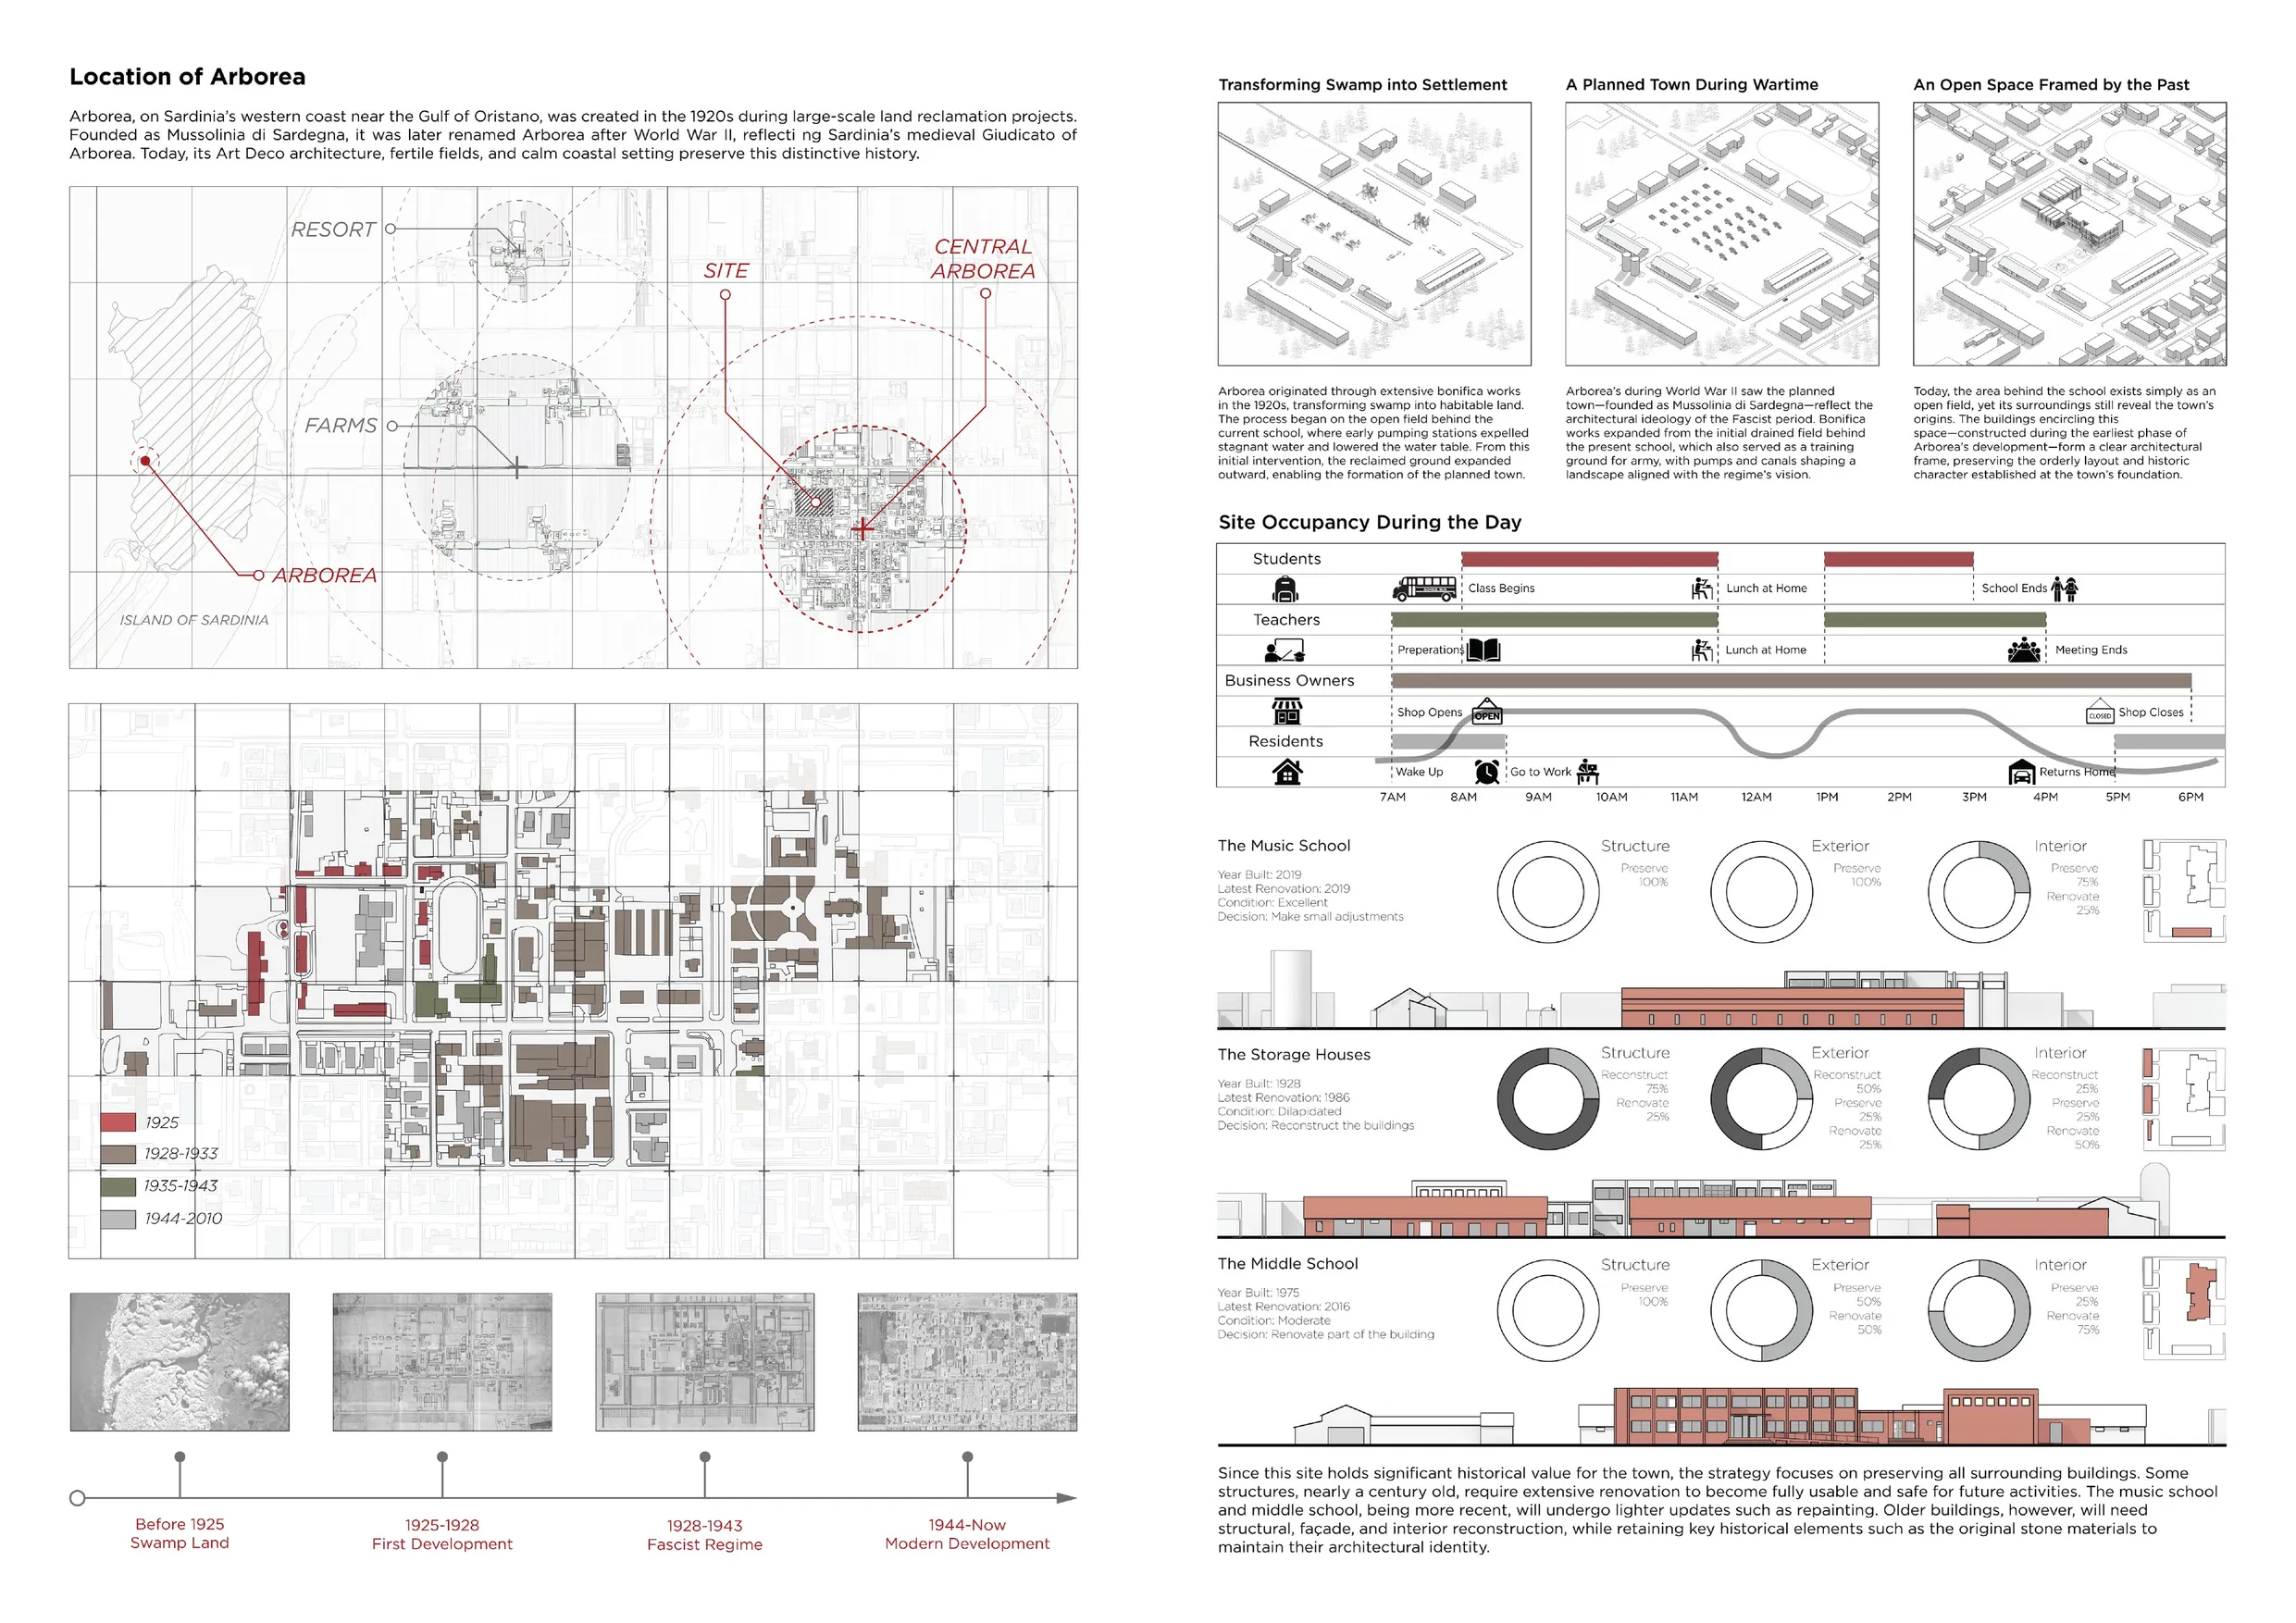 Location of Arborea
Arborea, on Sardinia's western coast near the Gulf of Oristano, was created in the 1920s during large-scale land reclamation projects.
Founded as Mussolinia di Sardegna, it was later renamed Arborea after World War II, reflecti ng Sardinia's medieval Giudicato of
Arborea. Today, its Art Deco architecture, fertile fields, and calm coastal setting preserve this distinctive history.
RESORT
SITE
CENTRAL
ARBOREA
FARMS
ARBOREA
ISLAND OF SARDINIA
1925
1928-1933
1935-1943
1944-2010
Before 1925
Swamp Land
1925-1928
First Development
1928-1943
Fascist Regime
1944-Now
Modern Development
Transforming Swamp into Settlement
Arborea originated through extensive bonifica works
in the 1920s, transforming swamp into habitable land.
The process began on the open field behind the
current school, where early pumping stations expelled
stagnant water and lowered the water table. From this
initial intervention, the reclaimed ground expanded
outward, enabling the formation of the planned town.
A Planned Town During Wartime
Arborea's during World War II saw the planned
town—founded as Mussolinia di Sardegna—reflect the
architectural ideology of the Fascist period. Bonifica
works expanded from the initial drained field behind
the present school, which also served as a training
ground for army, with pumps and canals shaping a
landscape aligned with the regime's vision.
An Open Space Framed by the Past
Today, the area behind the school exists simply as an
open field, yet its surroundings still reveal the town's
origins. The buildings encircling this
space—constructed during the earliest phase of
Arborea's development—form a clear architectural
frame, preserving the orderly layout and historic
character established at the town's foundation.
Site Occupancy During the Day
Students
Class Begins
Lunch at Home
School Ends
Teachers
Preperations
Lunch at Home
Meeting Ends
Business Owners
Shop Opens
OPEN
CLOSED
Shop Closes
Residents
Wake Up
Go to Work
Returns Home
7AM 8AM 9AM 10AM 11AM 12AM 1PM 2PM 3PM 4PM 5PM 6PM
The Music School
Year Built: 2019
Latest Renovation: 2019
Condition: Excellent
Decision: Make small adjustments
Structure
Preserve
100%
Exterior
Preserve
100%
Interior
Preserve
75%
Renovate
25%
The Storage Houses
Year Built: 1928
Latest Renovation: 1986
Condition: Dilapidated
Decision: Reconstruct the buildings
Structure
Reconstruct
75%
Renovate
25%
Exterior
Reconstruct
50%
Preserve
25%
Renovate
25%
Interior
Reconstruct
25%
Preserve
25%
Renovate
50%
The Middle School
Year Built: 1975
Latest Renovation: 2016
Condition: Moderate
Decision: Renovate part of the building
Structure
Preserve
100%
Exterior
Preserve
50%
Renovate
50%
Interior
Preserve
25%
Renovate
75%
Since this site holds significant historical value for the town, the strategy focuses on preserving all surrounding buildings. Some
structures, nearly a century old, require extensive renovation to become fully usable and safe for future activities. The music school
and middle school, being more recent, will undergo lighter updates such as repainting. Older buildings, however, will need
structural, façade, and interior reconstruction, while retaining key historical elements such as the original stone materials to
maintain their architectural identity.